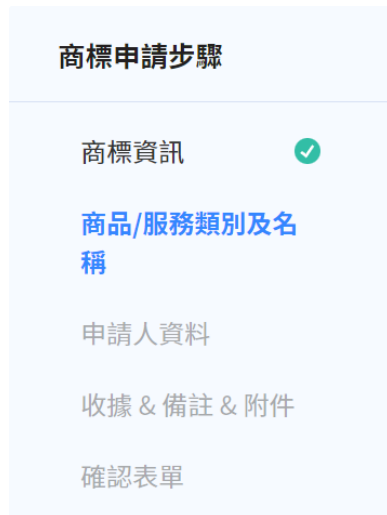 商標申請步驟
商標資訊
商品/服務類別及名
稱
申請人資料
收據 & 備註 & 附件
確認表單